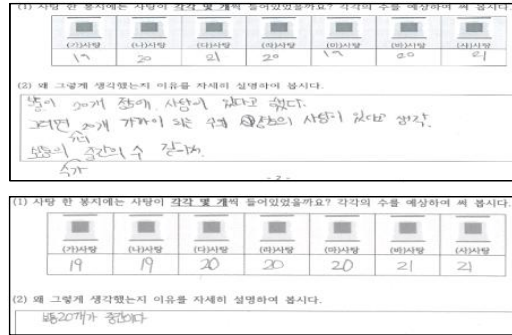 (1) 사탕 한 봉지에는 사탕이 각각 몇 개씩 들어있었을까요? 각각의 수를 예상하여 써 봅시다.
(가)사탕 (나)사탕 (다)사탕 (라)사탕 (마)사탕 (바)사탕 (사)사탕
19 20 21 20 19 20 21
(2) 왜 그렇게 생각했는지 이유를 자세히 설명하여 봅시다.
20개 사탕이 있다고 했다.
그러면 20개 가까이 되는 사탕이 있다고 생각.
보통의 중간의 수
숫자
- 2 -
(1) 사탕 한 봉지에는 사탕이 각각 몇 개씩 들어있었을까요? 각각의 수를 예상하여 써 봅시다.
(가)사탕 (나)사탕 (다)사탕 (라)사탕 (마)사탕 (바)사탕 (사)사탕
19 19 20 20 20 21 21
(2) 왜 그렇게 생각했는지 이유를 자세히 설명하여 봅시다.
보통20개가 중간이다